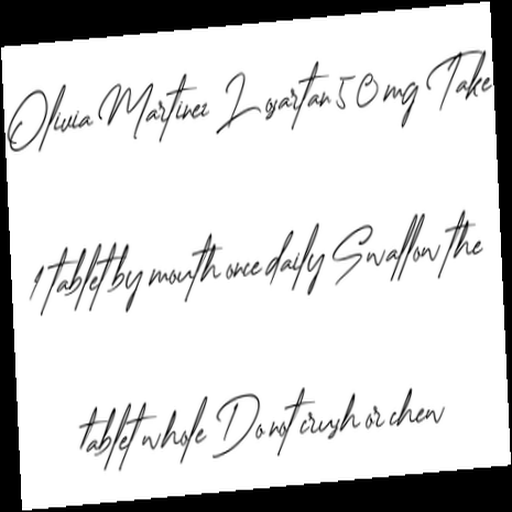 Olivia Martinez Losartan 50 mg Take
1 tablet by mouth once daily Swallow the
tablet whole Do not crush or chew